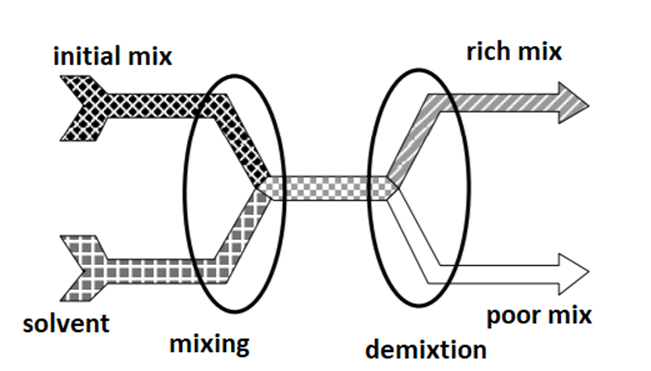 initial mix
rich mix
solvent
mixing
demixtion
poor mix